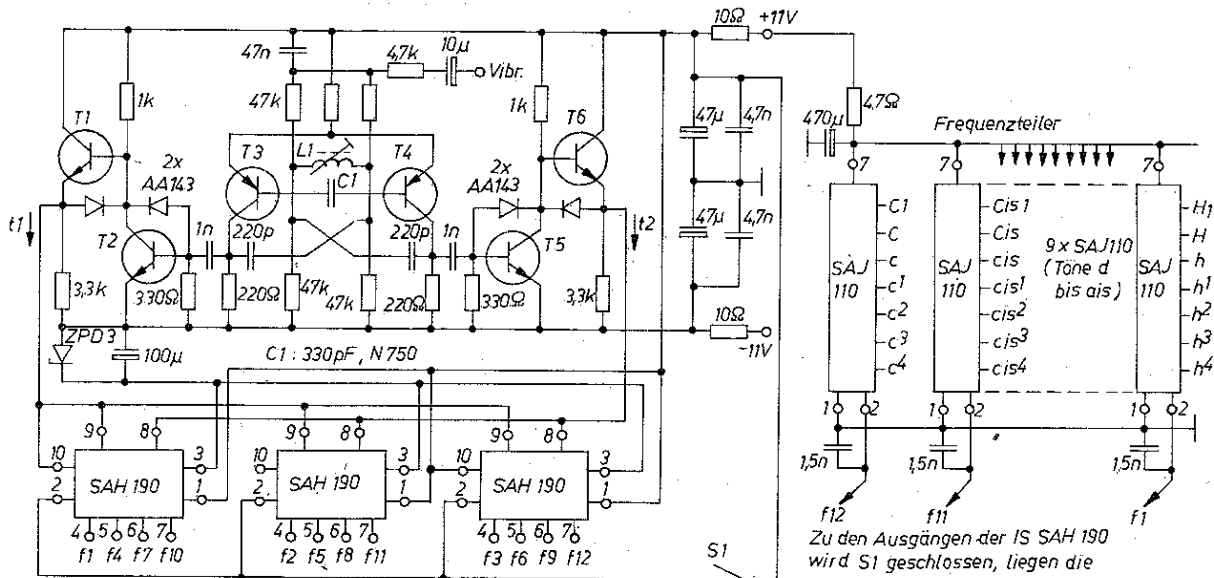 47n
4,7k
10µ
Vibr.
10Ω
+11V
1k
47k
1k
47µ
4,7n
470µ
4,7Ω
Frequenzteiler
T1
T3
L1
T4
T6
C1
2x
AA143
2x
AA143
7
7
7
t1
T2
1n
220p
220p
1n
T5
t2
47µ
4,7n
SAJ
110
C1
C
c
c1
c2
c3
c4
SAJ
110
Cis 1
Cis
cis
cis1
cis2
cis3
cis4
9x SAJ110
(Töne d
bis ais)
SAJ
110
H1
H
h
h1
h2
h3
h4
3,3k
330Ω
220Ω
47k
47k
220Ω
330Ω
3,3k
10Ω
-11V
ZPD3
100µ
C1: 330pF, N750
1
2
1
2
1
2
9
8
9
8
9
8
10
3
10
3
10
3
SAH 190
SAH 190
SAH 190
2
1
2
1
2
1
1,5n
1,5n
1,5n
4
5
6
7
4
5
6
7
4
5
6
7
f1
f4
f7
f10
f2
f5
f8
f11
f3
f6
f9
f12
f12
f11
f1
S1
Zu den Ausgängen der IS SAH 190
wird S1 geschlossen, liegen die